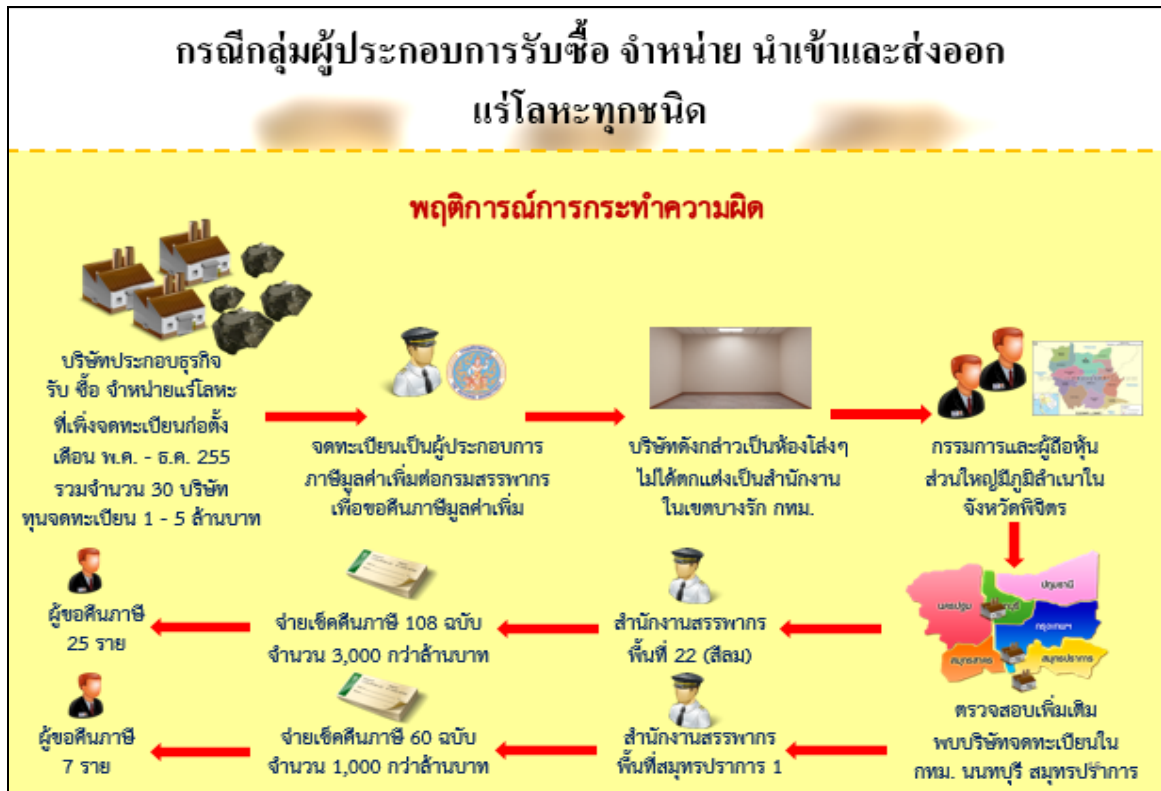 กรณีกลุ่มผู้ประกอบการรับซื้อ จำหน่าย นำเข้าและส่งออก
แร่โลหะทุกชนิด
พฤติการณ์การกระทำความผิด
บริษัทประกอบธุรกิจ
รับ ซื้อ จำหน่ายแร่โลหะ
ที่เพิ่งจดทะเบียนก่อตั้ง
เดือน พ.ค. - ธ.ค. 255
รวมจำนวน 30 บริษัท
ทุนจดทะเบียน 1 - 5 ล้านบาท
จดทะเบียนเป็นผู้ประกอบการ
ภาษีมูลค่าเพิ่มต่อกรมสรรพากร
เพื่อขอคืนภาษีมูลค่าเพิ่ม
บริษัทดังกล่าวเป็นห้องโล่งๆ
ไม่ได้ตกแต่งเป็นสำนักงาน
ในเขตบางรัก กทม.
กรรมการและผู้ถือหุ้น
ส่วนใหญ่มีภูมิลำเนาใน
จังหวัดพิจิตร
ปทุมธานี
นครปฐม
กรุงเทพฯ
สมุทรสาคร
สมุทรปราการ
ตรวจสอบเพิ่มเติม
พบบริษัทจดทะเบียนใน
กทม. นนทบุรี สมุทรปราการ
สำนักงานสรรพากร
พื้นที่ 22 (สีลม)
จ่ายเช็คคืนภาษี 108 ฉบับ
จำนวน 3,000 กว่าล้านบาท
ผู้ขอคืนภาษี
25 ราย
สำนักงานสรรพากร
พื้นที่สมุทรปราการ 1
จ่ายเช็คคืนภาษี 60 ฉบับ
จำนวน 1,000 กว่าล้านบาท
ผู้ขอคืนภาษี
7 ราย